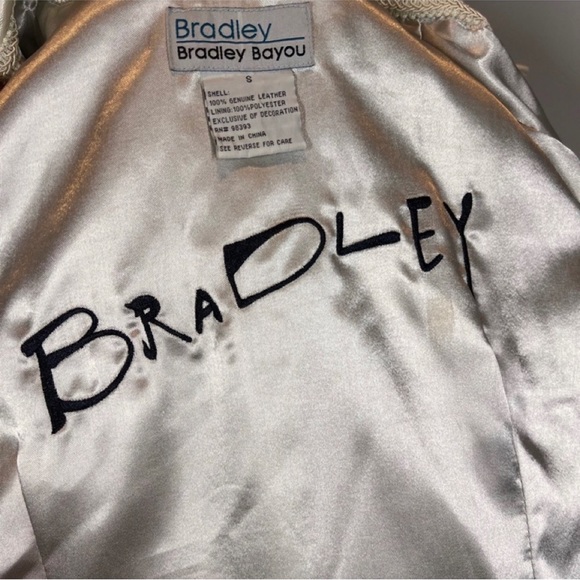 Bradley
Bradley Bayou
S
SHELL:
100% GENUINE LEATHER
LINING: 100% POLYESTER
EXCLUSIVE OF DECORATION
RN# 98393
MADE IN CHINA
SEE REVERSE FOR CARE
BRADLEY